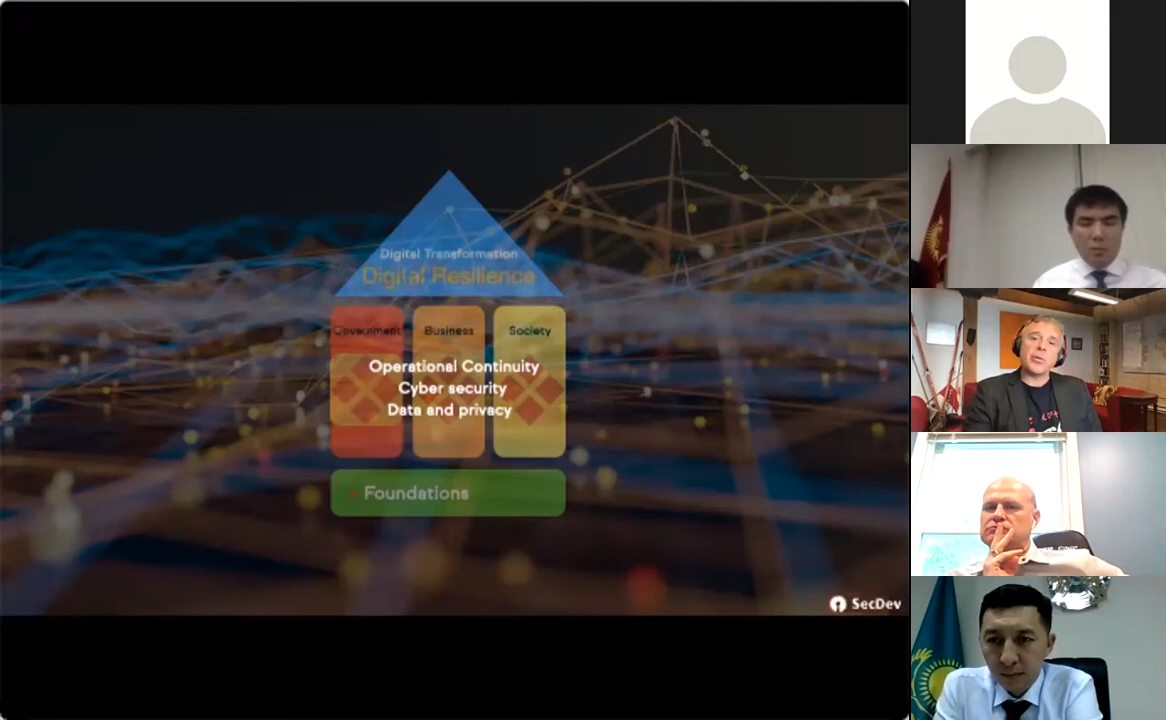 Digital Transformation
Digital Resilience
Government
Business
Society
Operational Continuity
Cyber security
Data and privacy
Foundations
SecDev